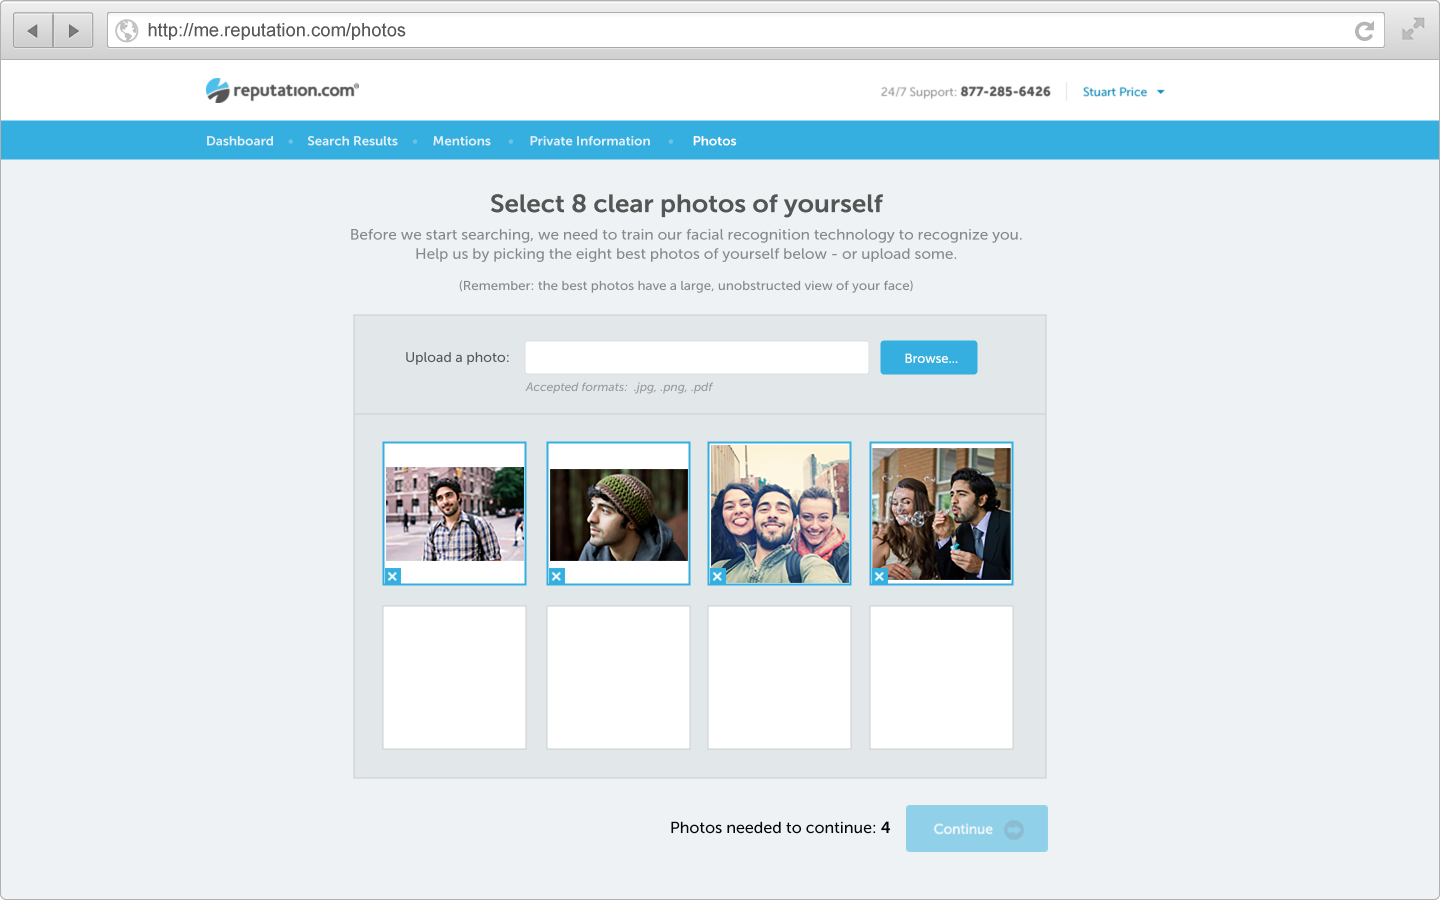 http://me.reputation.com/photos
reputation.com®
24/7 Support: 877-285-6426
Stuart Price
Dashboard • Search Results • Mentions • Private Information • Photos
Select 8 clear photos of yourself
Before we start searching, we need to train our facial recognition technology to recognize you.
Help us by picking the eight best photos of yourself below - or upload some.
(Remember: the best photos have a large, unobstructed view of your face)
Upload a photo:
Browse...
Accepted formats: .jpg, .png, .pdf
Photos needed to continue: 4
Continue